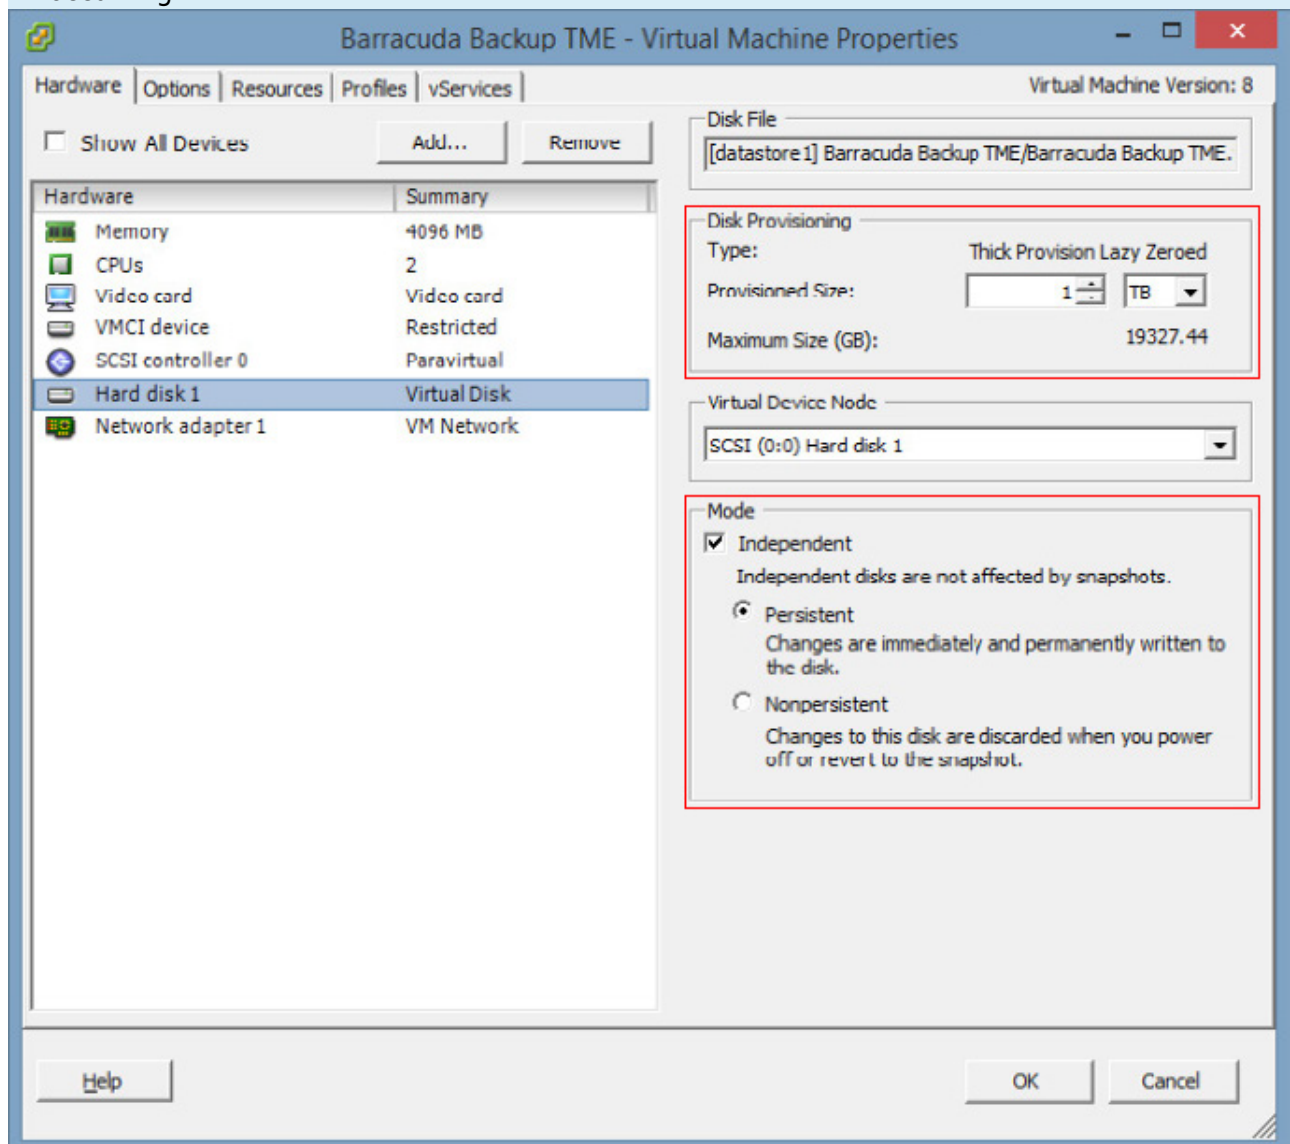 Barracuda Backup TME - Virtual Machine Properties
Hardware Options Resources Profiles vServices Virtual Machine Version: 8
Show All Devices Add... Remove
Hardware Summary
Memory 4096 MB
CPUs 2
Video card Video card
VMCI device Restricted
SCSI controller 0 Paravirtual
Hard disk 1 Virtual Disk
Network adapter 1 VM Network
Disk File
[datastore1] Barracuda Backup TME/Barracuda Backup TME.
Disk Provisioning
Type: Thick Provision Lazy Zeroed
Provisioned Size: 1 TB
Maximum Size (GB): 19327.44
Virtual Device Node
SCSI (0:0) Hard disk 1
Mode
Independent
Independent disks are not affected by snapshots.
Persistent
Changes are immediately and permanently written to
the disk.
Nonpersistent
Changes to this disk are discarded when you power
off or revert to the snapshot.
Help OK Cancel